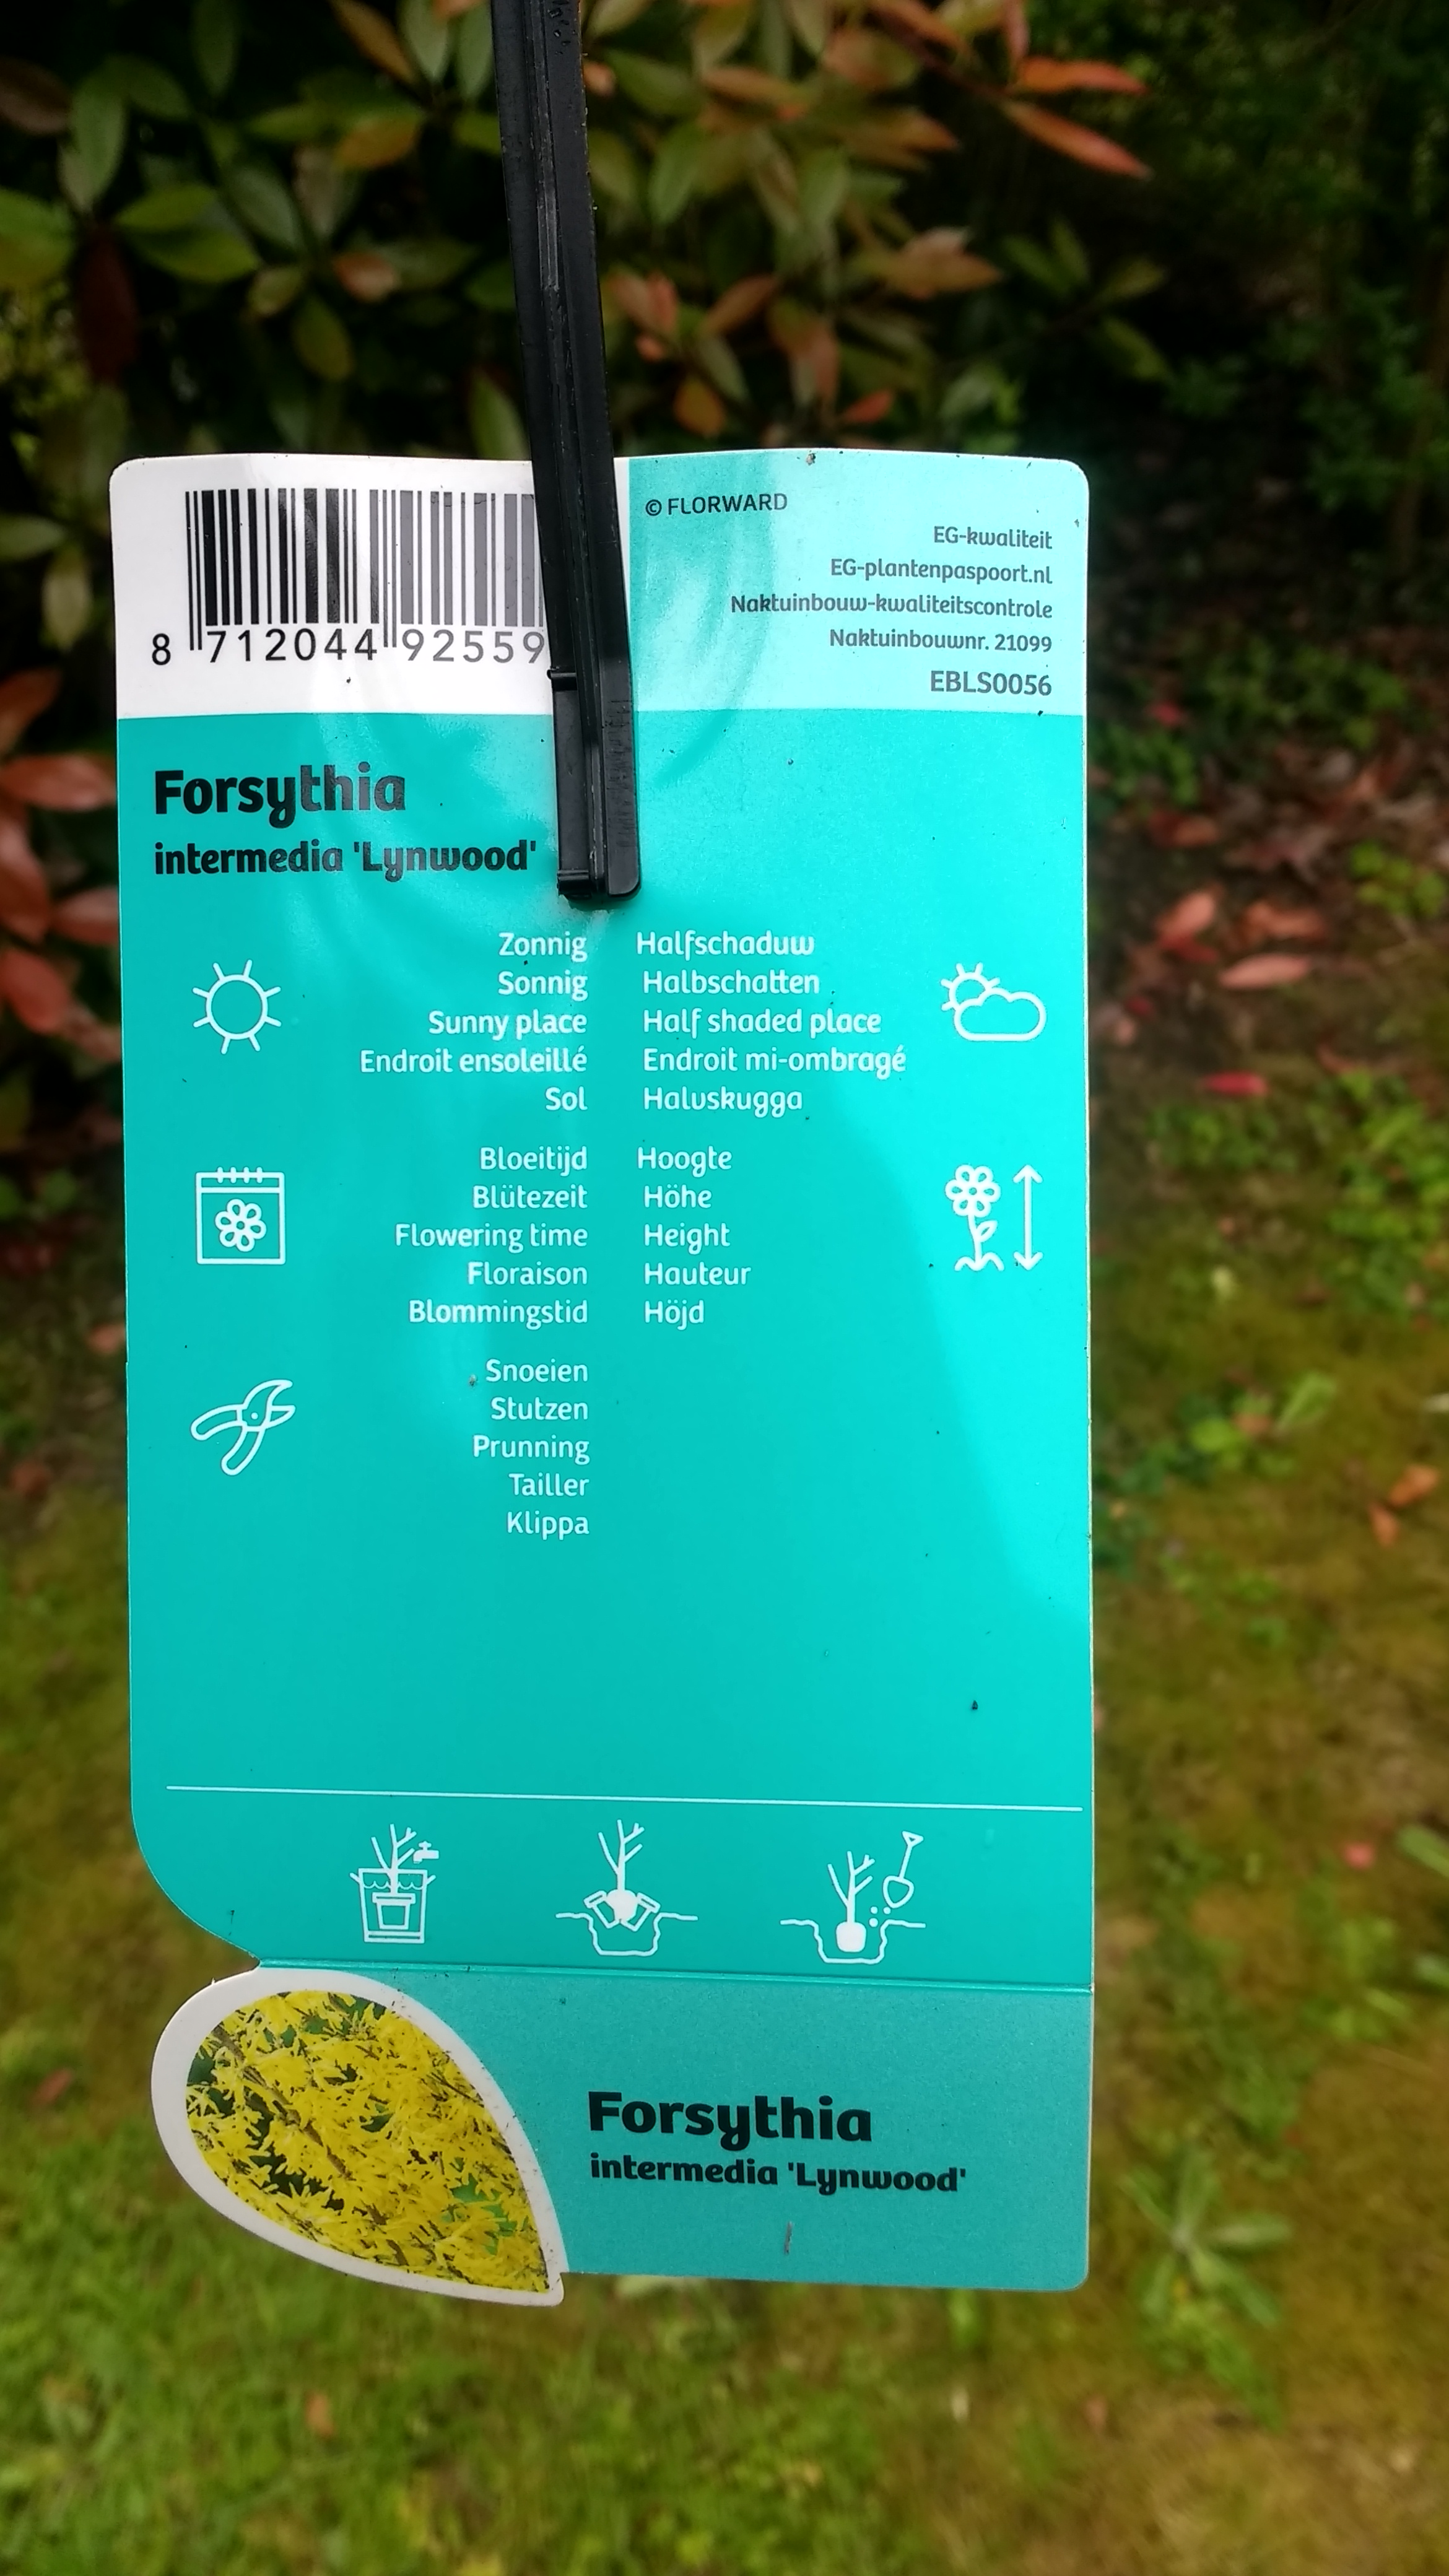 8 712044 92559
© FLORWARD
EG-kwaliteit
EG-plantenpaspoort.nl
Naktuinbouw-kwaliteitscontrole
Naktuinbouwnr. 21099
EBLS0056
Forsythia
intermedia 'Lynwood'
Zonnig
Sonnig
Sunny place
Endroit ensoleillé
Sol
Halfschaduw
Halbschatten
Half shaded place
Endroit mi-ombragé
Halvskugga
Bloeitijd
Blütezeit
Flowering time
Floraison
Blommingstid
Hoogte
Höhe
Height
Hauteur
Höjd
Snoeien
Stutzen
Prunning
Tailler
Klippa
Forsythia
intermedia 'Lynwood'